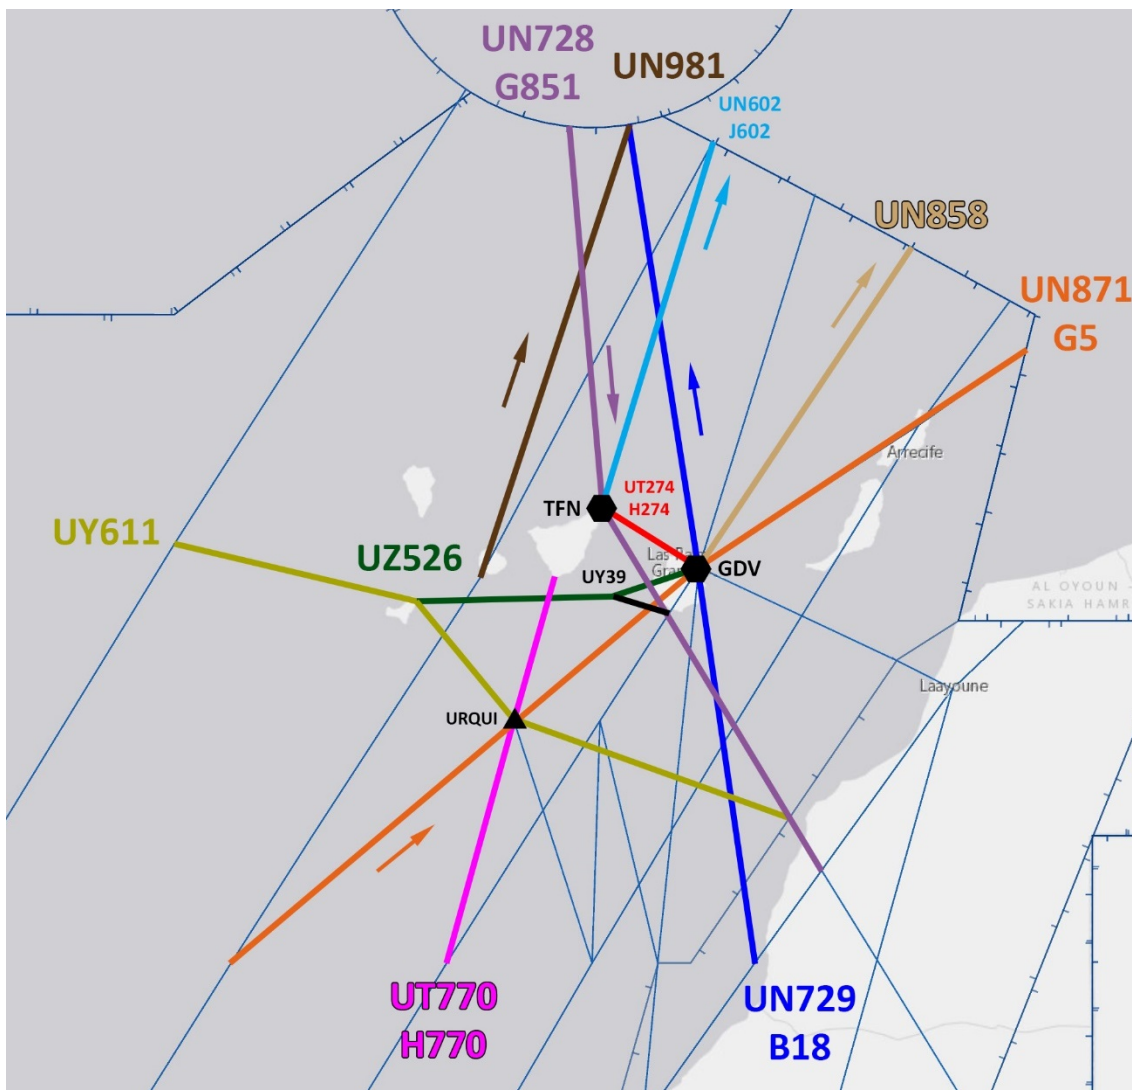 UN728
G851
UN981
UN602
J602
UN858
UN871
G5
Arrecife
UT274
H274
TFN
UY611
UZ526
Las
GDV
UY39
AL OYOUN
SAKIA HAMR
Laayoune
URQUI
UT770
H770
UN729
B18